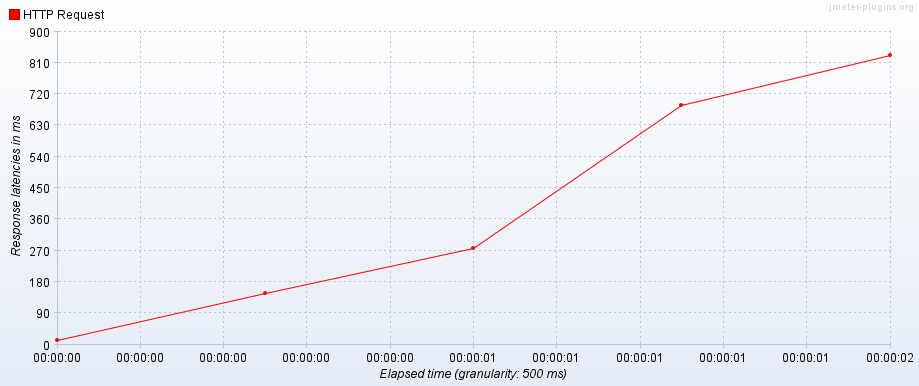 jmeter-plugins.org
HTTP Request
900
810
720
630
540
450
360
270
180
90
0
Response latencies in ms
00:00:00 00:00:00 00:00:00 00:00:00 00:00:00 00:00:01 00:00:01 00:00:01 00:00:01 00:00:01 00:00:02
Elapsed time (granularity: 500 ms)